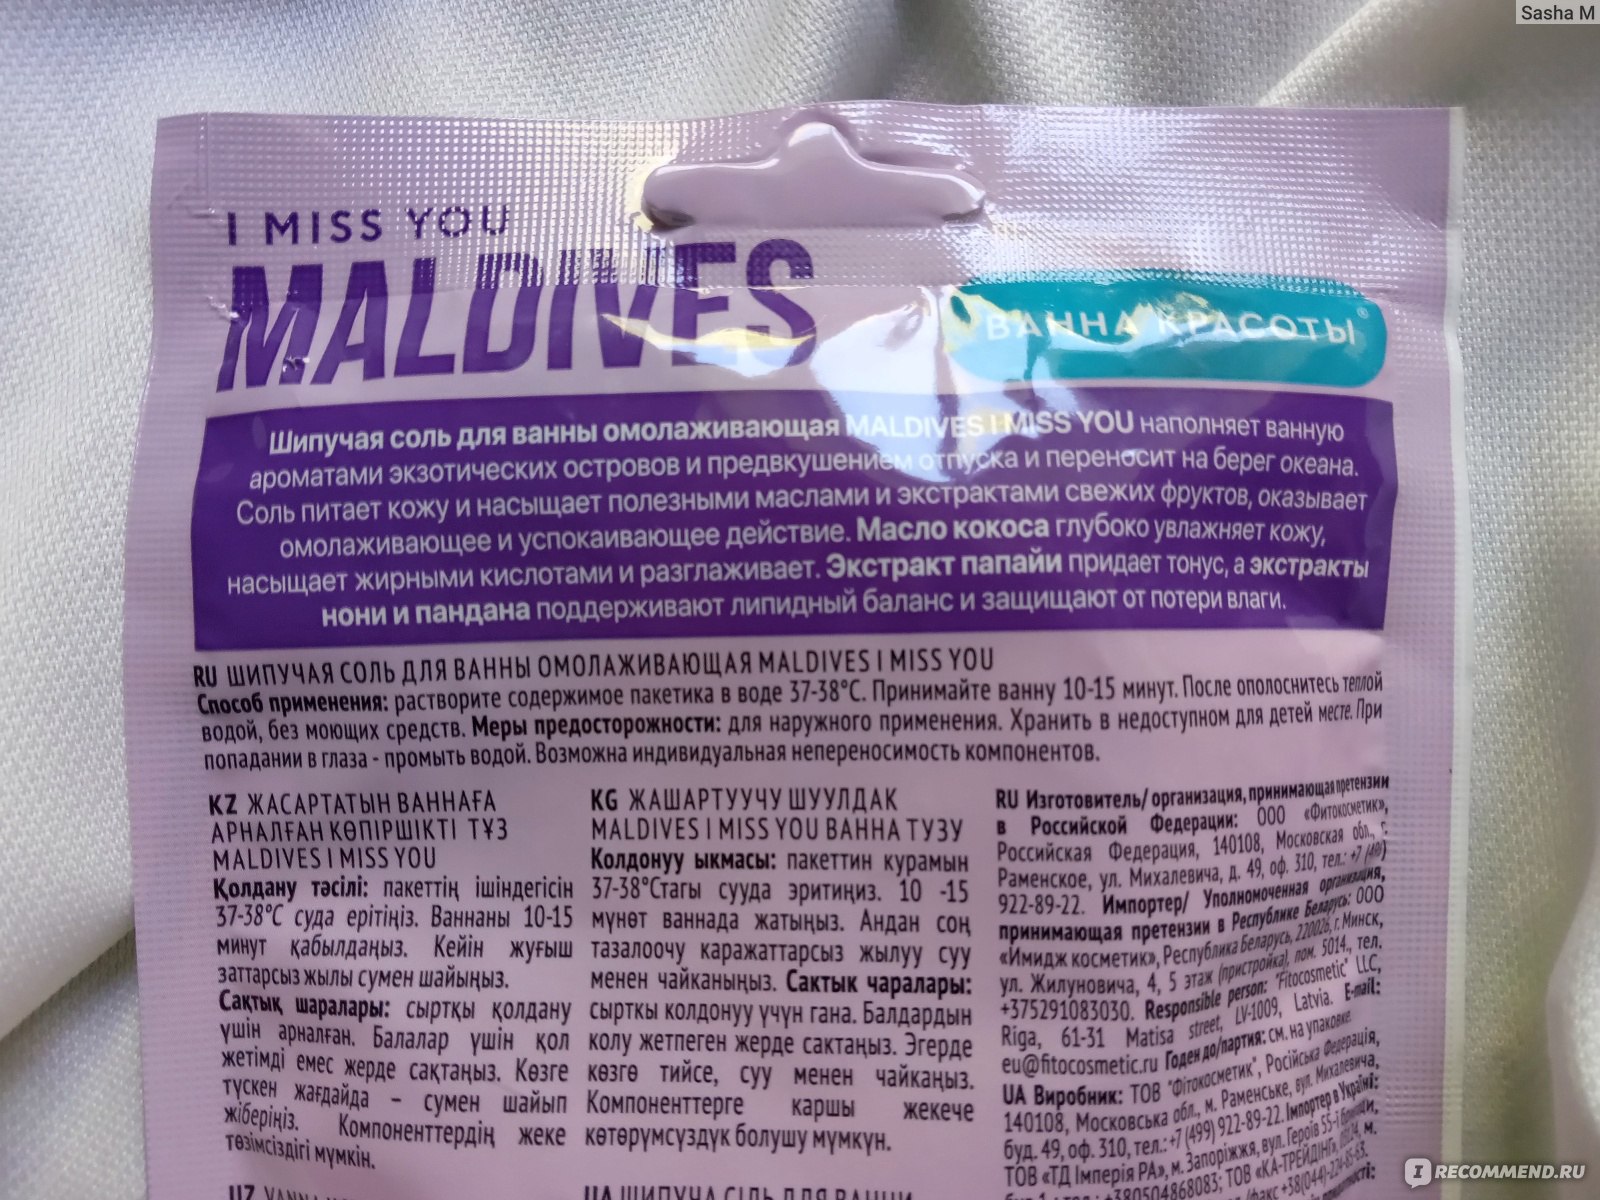 Sasha M
I MISS YOU
MALDIVES
ВАННА КРАСОТЫ®
Шипучая соль для ванны омолаживающая MALDIVES I MISS YOU наполняет ванную
ароматами экзотических островов и предвкушением отпуска и переносит на берег океана.
Соль питает кожу и насыщает полезными маслами и экстрактами свежих фруктов, оказывает
омолаживающее и успокаивающее действие. Масло кокоса глубоко увлажняет кожу,
насыщает жирными кислотами и разглаживает. Экстракт папайи придает тонус, а экстракты
нони и пандана поддерживают липидный баланс и защищают от потери влаги.
RU ШИПУЧАЯ СОЛЬ ДЛЯ ВАННЫ ОМОЛАЖИВАЮЩАЯ MALDIVES I MISS YOU
Способ применения: растворите содержимое пакетика в воде 37-38°С. Принимайте ванну 10-15 минут. После ополоснитесь теплой
водой, без моющих средств. Меры предосторожности: для наружного применения. Хранить в недоступном для детей месте. При
попадании в глаза - промыть водой. Возможна индивидуальная непереносимость компонентов.
KZ ЖАСАРТАТЫН ВАННАҒА
АРНАЛҒАН КӨПІРШІКТІ ТҰЗ
MALDIVES I MISS YOU
Қолдану тәсілі: пакеттің ішіндегісін
37-38°С суда ерітіңіз. Ваннаны 10-15
минут қабылдаңыз. Кейін жуғыш
заттарсыз жылы сумен шайыңыз.
Сақтық шаралары: сыртқы қолдану
үшін арналған. Балалар үшін қол
жетімді емес жерде сақтаңыз. Көзге
түскен жағдайда – сумен шайып
жіберіңіз. Компоненттердің жеке
төзімсіздігі мүмкін.
KG ЖАШАРТУУЧУ ШУУЛДАК
MALDIVES I MISS YOU ВАННА ТУЗУ
Колдонуу ыкмасы: пакеттин курамын
37-38°Стагы сууда эритиңиз. 10 -15
мүнөт ваннада жатыңыз. Андан соң
тазалоочу каражаттарсыз жылуу суу
менен чайканыңыз. Сактык чаралары:
сырткы колдонуу үчүн гана. Балдардын
колу жетпеген жерде сактаңыз. Эгерде
көзгө тийсе, суу менен чайкаңыз.
Компоненттерге каршы жекече
көтөрүмсүздүк болушу мүмкүн.
RU Изготовитель/ организация, принимающая претензии
в Российской Федерации: ООО «Фитокосметик»,
Российская Федерация, 140108, Московская обл., г.
Раменское, ул. Михалевича, д. 49, оф. 310, тел.: +7 (499)
922-89-22. Импортер/ Уполномоченная организация,
принимающая претензии в Республике Беларусь: ООО
«Имидж косметик», Республика Беларусь, 220026, г. Минск,
ул. Жилуновича, 4, 5 этаж (пристройка), пом. 5014., тел.
+375291083030. Responsible person: "Fitocosmetic" LLC,
Riga, 61-31 Matisa street, LV-1009, Latvia. E-mail:
eu@fitocosmetic.ru Годен до/партия: см. на упаковке.
UA Виробник: ТОВ "Фітокосметик", Російська Федерація,
140108, Московська обл., м. Раменське, вул. Михалевича,
буд. 49, оф. 310, тел.: +7 (499) 922-89-22. Імпортер в Україні:
ТОВ «ТД Імперія РА», м. Запоріжжя, вул. Героїв 55-ї бригади,
+380504868083; ТОВ «КА-ТРЕЙДІНГ», м.
UA ШИПУЧА СІЛЬ ДЛЯ ВАННИ
IRECOMMEND.RU